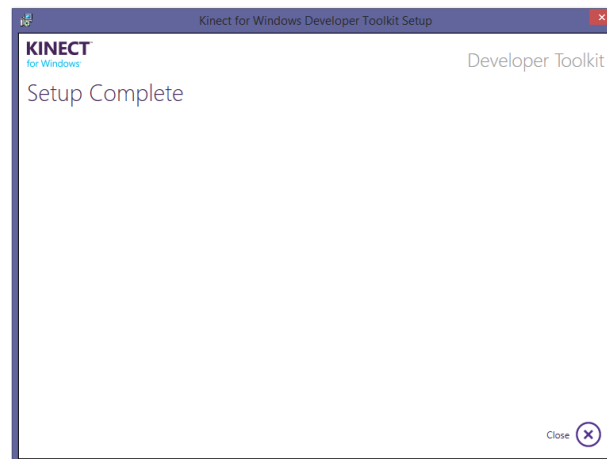 Kinect for Windows Developer Toolkit Setup
KINECT
for Windows
Developer Toolkit
Setup Complete
Close